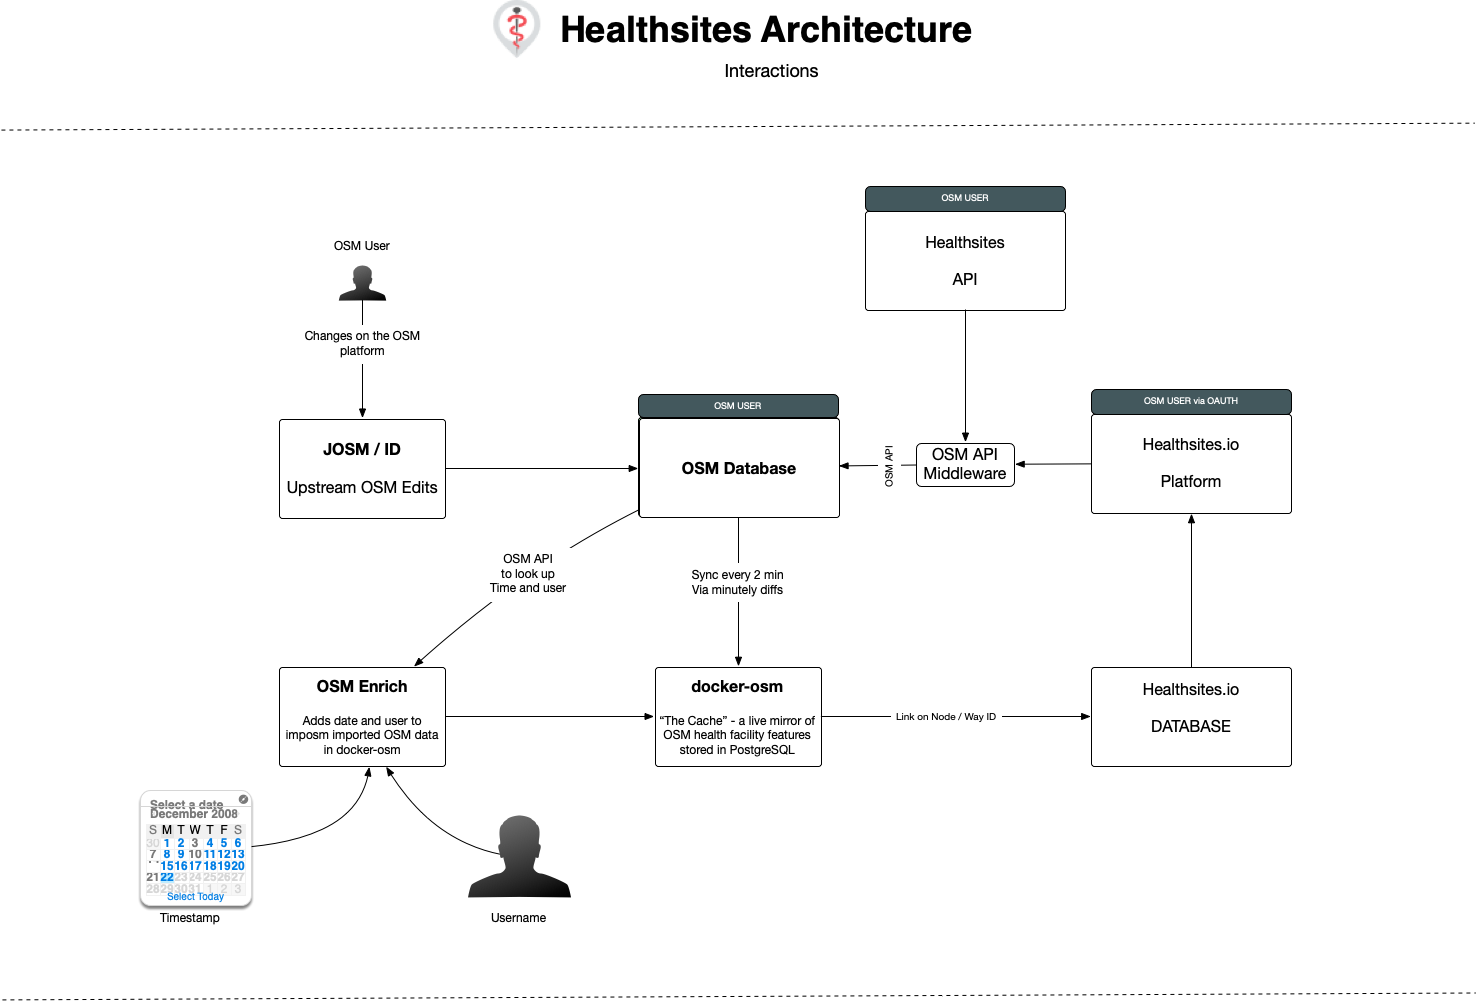 Healthsites Architecture
Interactions
OSM USER
Healthsites
API
OSM User
Changes on the OSM
platform
JOSM / ID
Upstream OSM Edits
OSM USER
OSM Database
OSM API
OSM API
Middleware
OSM USER via OAUTH
Healthsites.io
Platform
OSM API
to look up
Time and user
Sync every 2 min
Via minutely diffs
OSM Enrich
Adds date and user to
imposm imported OSM data
in docker-osm
docker-osm
“The Cache” - a live mirror of
OSM health facility features
stored in PostgreSQL
Link on Node / Way ID
Healthsites.io
DATABASE
Select a date
December 2008
S M T W T F S
30 1 2 3 4 5 6
7 8 9 10 11 12 13
15 16 17 18 19 20
21 22 23 24 25 26 27
28 29 30 31 1 2 3
Select Today
Timestamp
Username